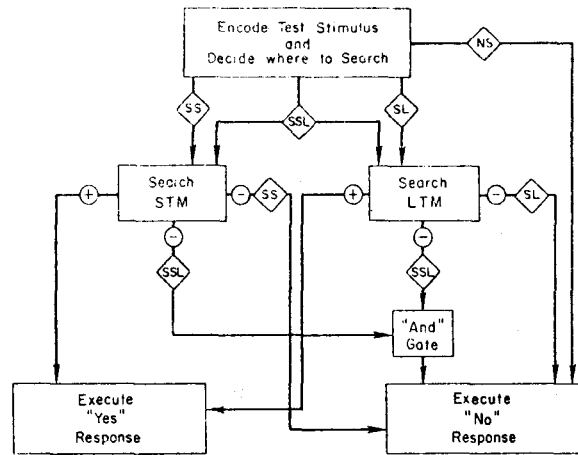 Encode Test Stimulus
and
Decide where to Search
NS
SS
SSL
SL
Search
STM
Search
LTM
+
-
SS
+
-
SL
-
-
SSL
SSL
"And"
Gate
Execute
"Yes"
Response
Execute
"No"
Response